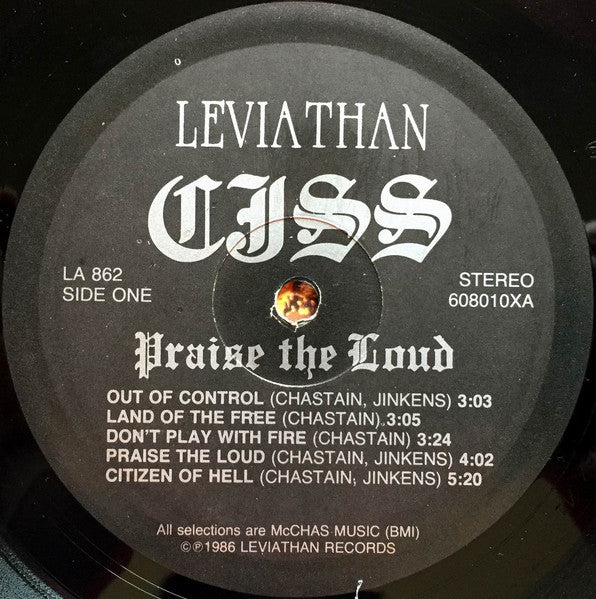 LEVIATHAN
CJSS
LA 862
SIDE ONE
STEREO
608010XA
Praise the Loud
OUT OF CONTROL (CHASTAIN, JINKENS) 3:03
LAND OF THE FREE (CHASTAIN) 3:05
DON'T PLAY WITH FIRE (CHASTAIN) 3:24
PRAISE THE LOUD (CHASTAIN, JINKENS) 4:02
CITIZEN OF HELL (CHASTAIN, JINKENS) 5:20
All selections are McCHAS MUSIC (BMI)
©℗1986 LEVIATHAN RECORDS